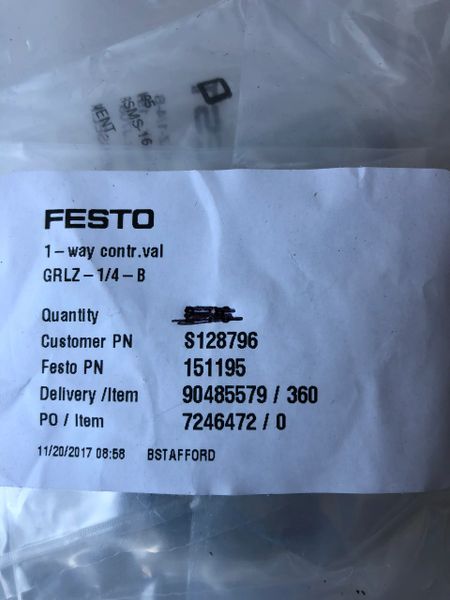 FESTO
1-way contr.val
GRLZ-1/4-B
Quantity
Customer PN S128796
Festo PN 151195
Delivery /Item 90485579 / 360
PO / Item 7246472 / 0
11/20/2017 08:58 BSTAFFORD